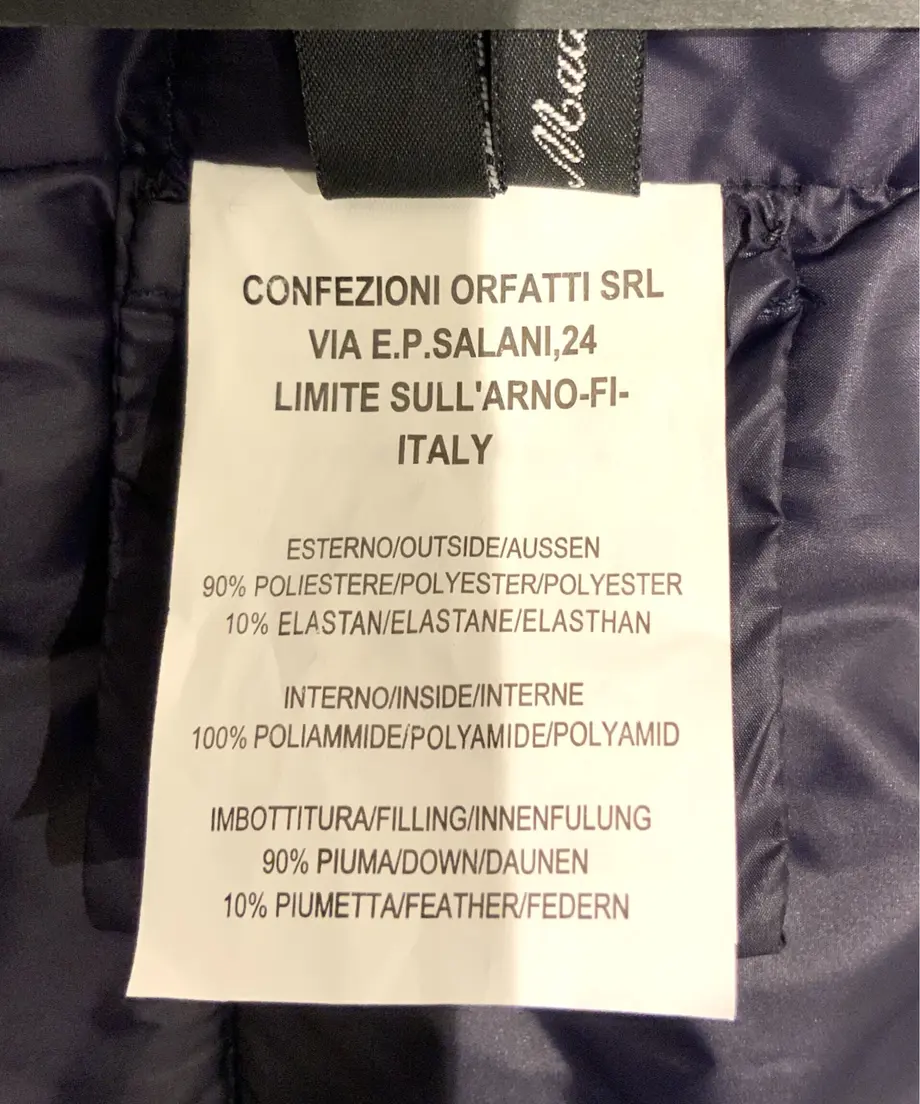 CONFEZIONI ORFATTI SRL
VIA E.P.SALANI,24
LIMITE SULL'ARNO-FI-
ITALY
ESTERNO/OUTSIDE/AUSSEN
90% POLIESTERE/POLYESTER/POLYESTER
10% ELASTAN/ELASTANE/ELASTHAN
INTERNO/INSIDE/INTERNE
100% POLIAMMIDE/POLYAMIDE/POLYAMID
IMBOTTITURA/FILLING/INNENFULUNG
90% PIUMA/DOWN/DAUNEN
10% PIUMETTA/FEATHER/FEDERN